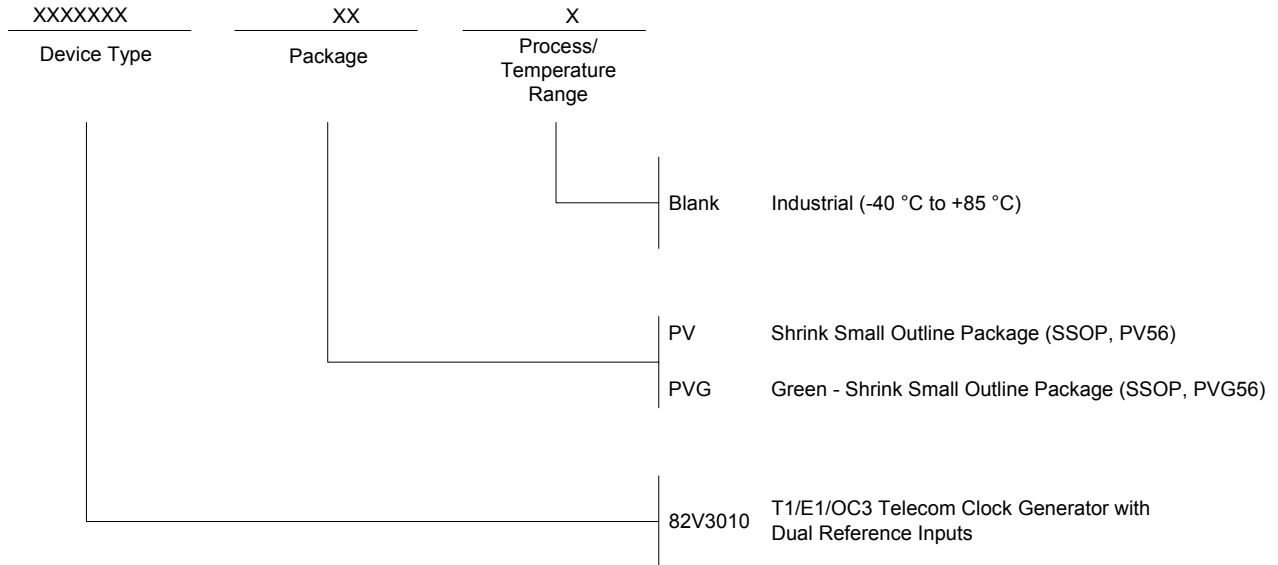 XXXXXXX XX X
Device Type Package Process/
Temperature
Range
Blank Industrial (-40 °C to +85 °C)
PV Shrink Small Outline Package (SSOP, PV56)
PVG Green - Shrink Small Outline Package (SSOP, PVG56)
82V3010 T1/E1/OC3 Telecom Clock Generator with
Dual Reference Inputs